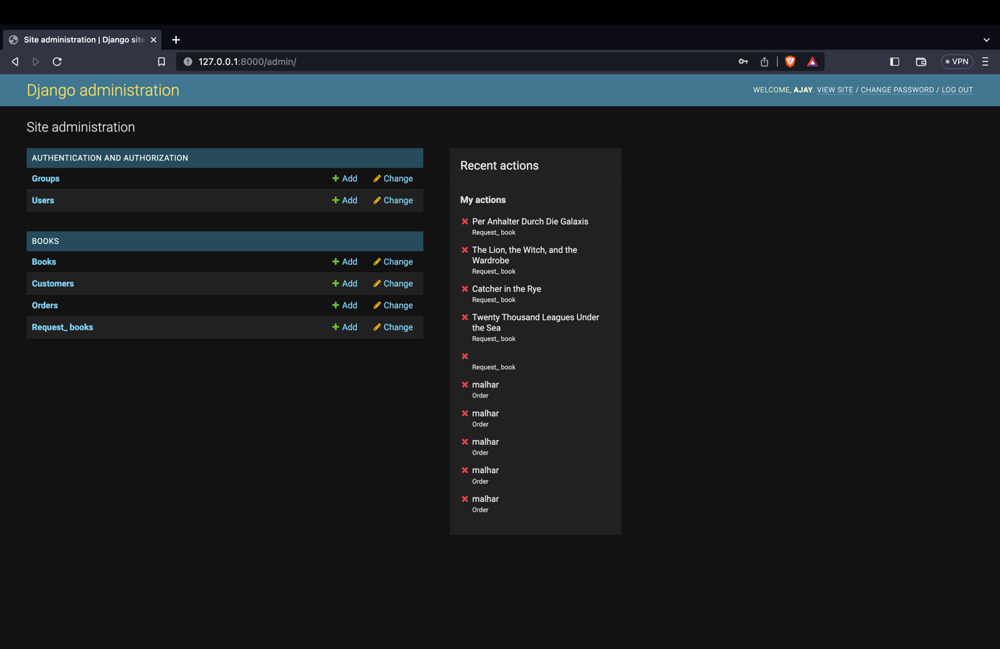 Site administration | Django site
127.0.0.1:8000/admin/
VPN
Django administration
WELCOME, AJAY. VIEW SITE / CHANGE PASSWORD / LOG OUT
Site administration
AUTHENTICATION AND AUTHORIZATION
Groups Add Change
Users Add Change
BOOKS
Books Add Change
Customers Add Change
Orders Add Change
Request_ books Add Change
Recent actions
My actions
Per Anhalter Durch Die Galaxis
Request_ book
The Lion, the Witch, and the
Wardrobe
Request_ book
Catcher in the Rye
Request_ book
Twenty Thousand Leagues Under
the Sea
Request_ book
Request_ book
malhar
Order
malhar
Order
malhar
Order
malhar
Order
malhar
Order